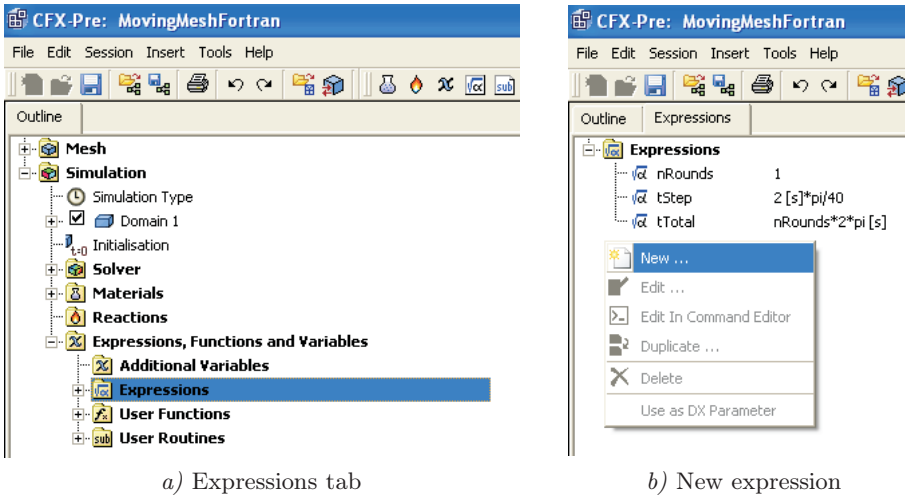 CFX-Pre: MovingMeshFortran
File Edit Session Insert Tools Help
Outline
Mesh
Simulation
Simulation Type
Domain 1
t=0 Initialisation
Solver
Materials
Reactions
Expressions, Functions and Variables
Additional Variables
Expressions
User Functions
sub User Routines
a) Expressions tab
CFX-Pre: MovingMeshFortran
File Edit Session Insert Tools Help
Outline Expressions
Expressions
nRounds 1
tStep 2 [s]*pi/40
tTotal nRounds*2*pi [s]
New ...
Edit ...
Edit In Command Editor
Duplicate ...
Delete
Use as DX Parameter
b) New expression